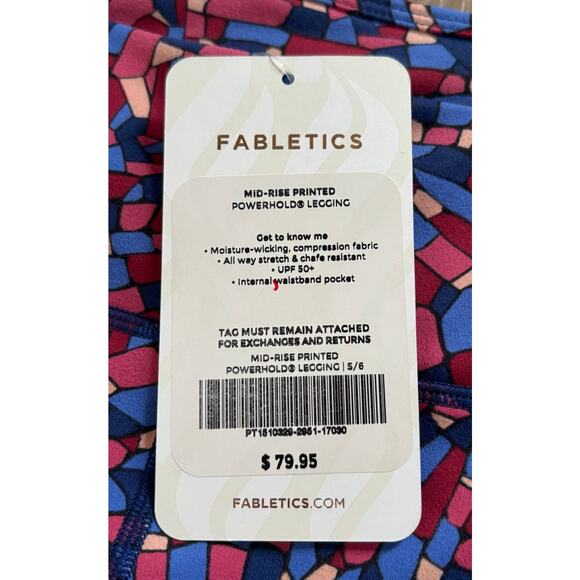 FABLETICS
MID-RISE PRINTED
POWERHOLD® LEGGING
Get to know me
• Moisture-wicking, compression fabric
• All way stretch & chafe resistant
• UPF 50+
• Internal waistband pocket
TAG MUST REMAIN ATTACHED
FOR EXCHANGES AND RETURNS
MID-RISE PRINTED
POWERHOLD® LEGGING | S/6
PT1510329-2951-17030
$ 79.95
FABLETICS.COM